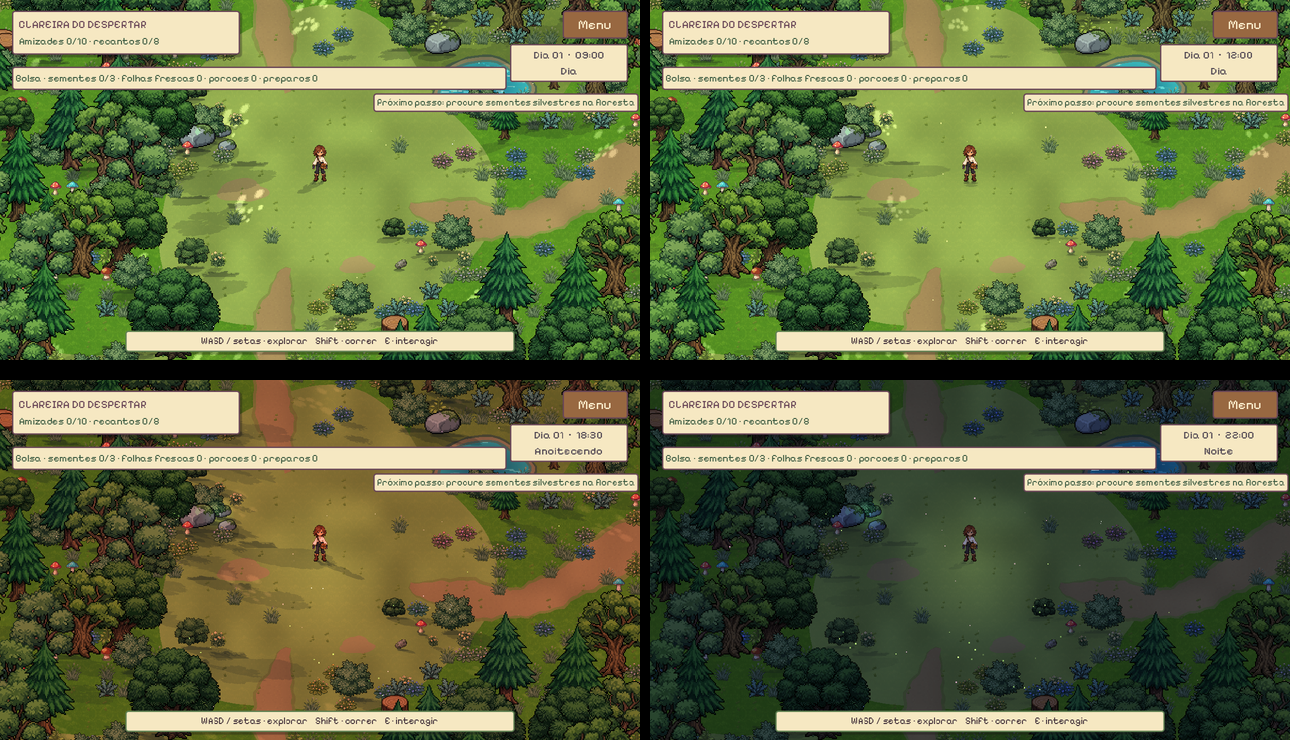 CLAREIRA DO DESPERTAR
Amizades 0/10 · recantos 0/8
Menu
Dia 01 · 09:00
Dia
Bolsa · sementes 0/3 · Folhas frescas 0 · porcoes 0 · preparos 0
Próximo passo: procure sementes silvestres na floresta
WASD / setas · explorar Shift · correr E · interagir
CLAREIRA DO DESPERTAR
Amizades 0/10 · recantos 0/8
Menu
Dia 01 · 12:00
Dia
Bolsa · sementes 0/3 · Folhas frescas 0 · porcoes 0 · preparos 0
Próximo passo: procure sementes silvestres na floresta
WASD / setas · explorar Shift · correr E · interagir
CLAREIRA DO DESPERTAR
Amizades 0/10 · recantos 0/8
Menu
Dia 01 · 18:30
Anoitecendo
Bolsa · sementes 0/3 · Folhas frescas 0 · porcoes 0 · preparos 0
Próximo passo: procure sementes silvestres na floresta
WASD / setas · explorar Shift · correr E · interagir
CLAREIRA DO DESPERTAR
Amizades 0/10 · recantos 0/8
Menu
Dia 01 · 22:00
Noite
Bolsa · sementes 0/3 · Folhas frescas 0 · porcoes 0 · preparos 0
Próximo passo: procure sementes silvestres na floresta
WASD / setas · explorar Shift · correr E · interagir